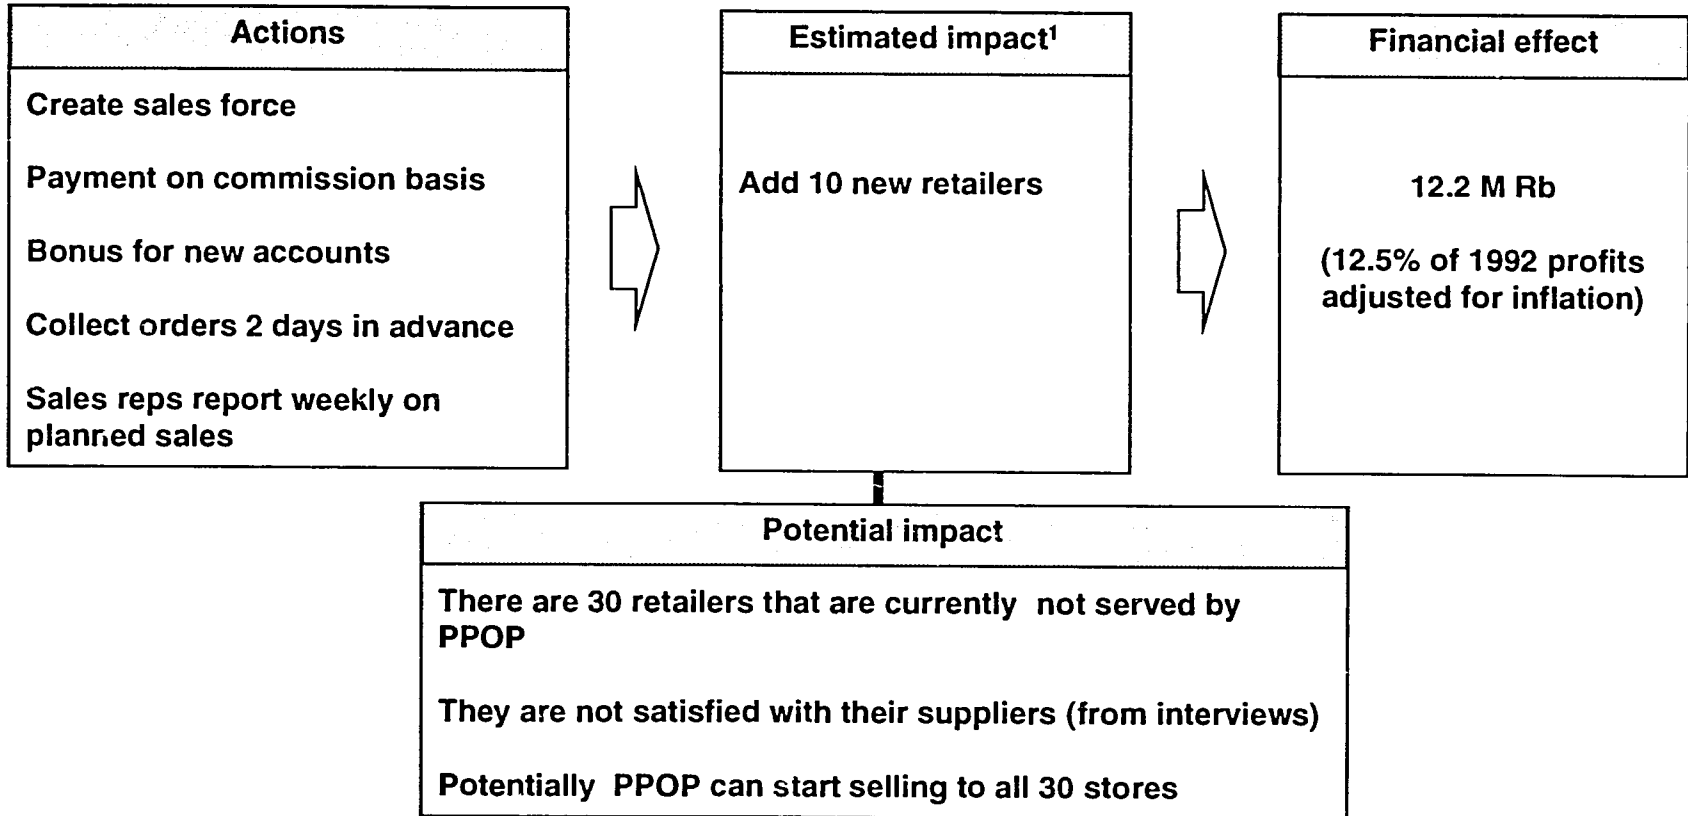 Actions
Create sales force
Payment on commission basis
Bonus for new accounts
Collect orders 2 days in advance
Sales reps report weekly on
planned sales
Estimated impact¹
Add 10 new retailers
Financial effect
12.2 M Rb
(12.5% of 1992 profits
adjusted for inflation)
Potential impact
There are 30 retailers that are currently not served by
PPOP
They are not satisfied with their suppliers (from interviews)
Potentially PPOP can start selling to all 30 stores